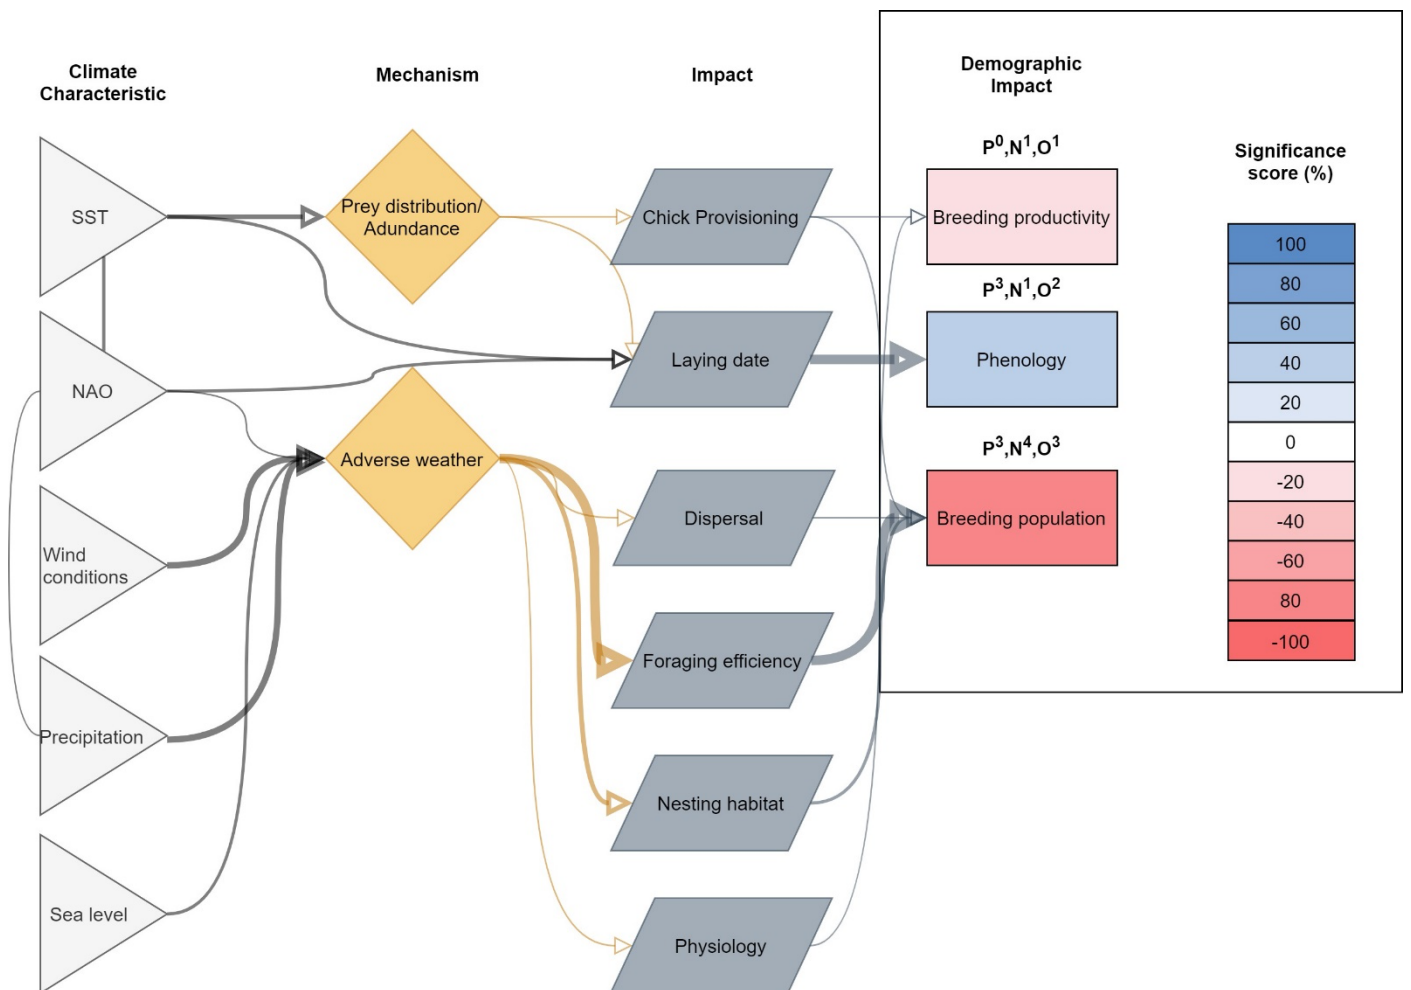 Climate
Characteristic
Mechanism
Impact
Demographic
Impact
P⁰,N¹,O¹
Significance
score (%)
SST
Prey distribution/
Adundance
Chick Provisioning
Breeding productivity
100
80
60
40
20
0
-20
-40
-60
80
-100
P³,N¹,O²
NAO
Laying date
Phenology
P³,N⁴,O³
Adverse weather
Dispersal
Breeding population
Wind
conditions
Foraging efficiency
Precipitation
Nesting habitat
Sea level
Physiology